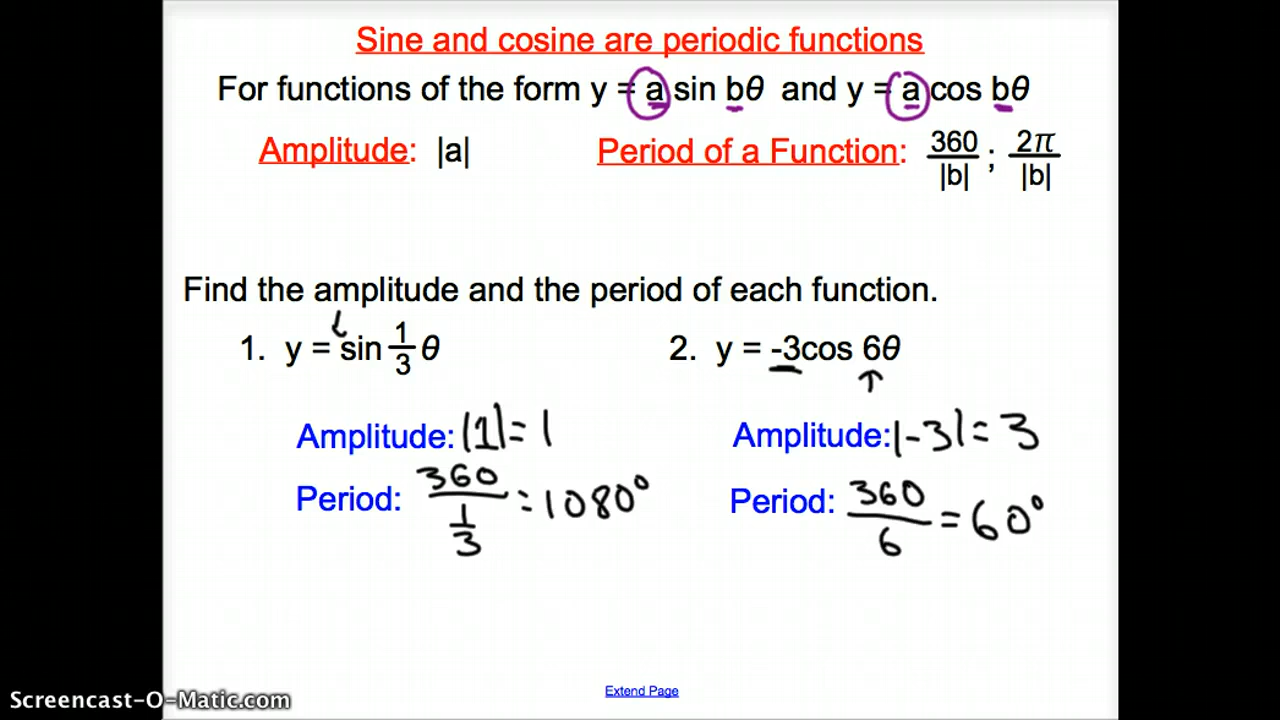 Sine and cosine are periodic functions
For functions of the form y = a sin bθ and y = a cos bθ
Amplitude: |a|
Period of a Function: 360/|b| ; 2π/|b|
Find the amplitude and the period of each function.
1. y = sin 1/3 θ
2. y = -3cos 6θ
Amplitude: |1| = 1
Period: 360/(1/3) = 1080°
Amplitude: |-3| = 3
Period: 360/6 = 60°
Extend Page
Screencast-O-Matic.com